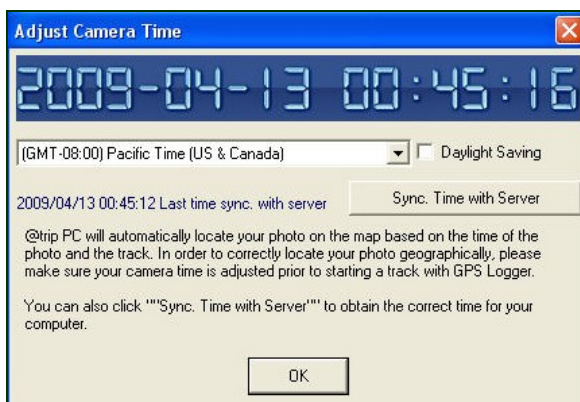 Adjust Camera Time
2009-04-13 00:45:16
(GMT-08:00) Pacific Time (US & Canada)
Daylight Saving
2009/04/13 00:45:12 Last time sync. with server
Sync. Time with Server
@trip PC will automatically locate your photo on the map based on the time of the
photo and the track. In order to correctly locate your photo geographically, please
make sure your camera time is adjusted prior to starting a track with GPS Logger.
You can also click ""Sync. Time with Server"" to obtain the correct time for your
computer.
OK